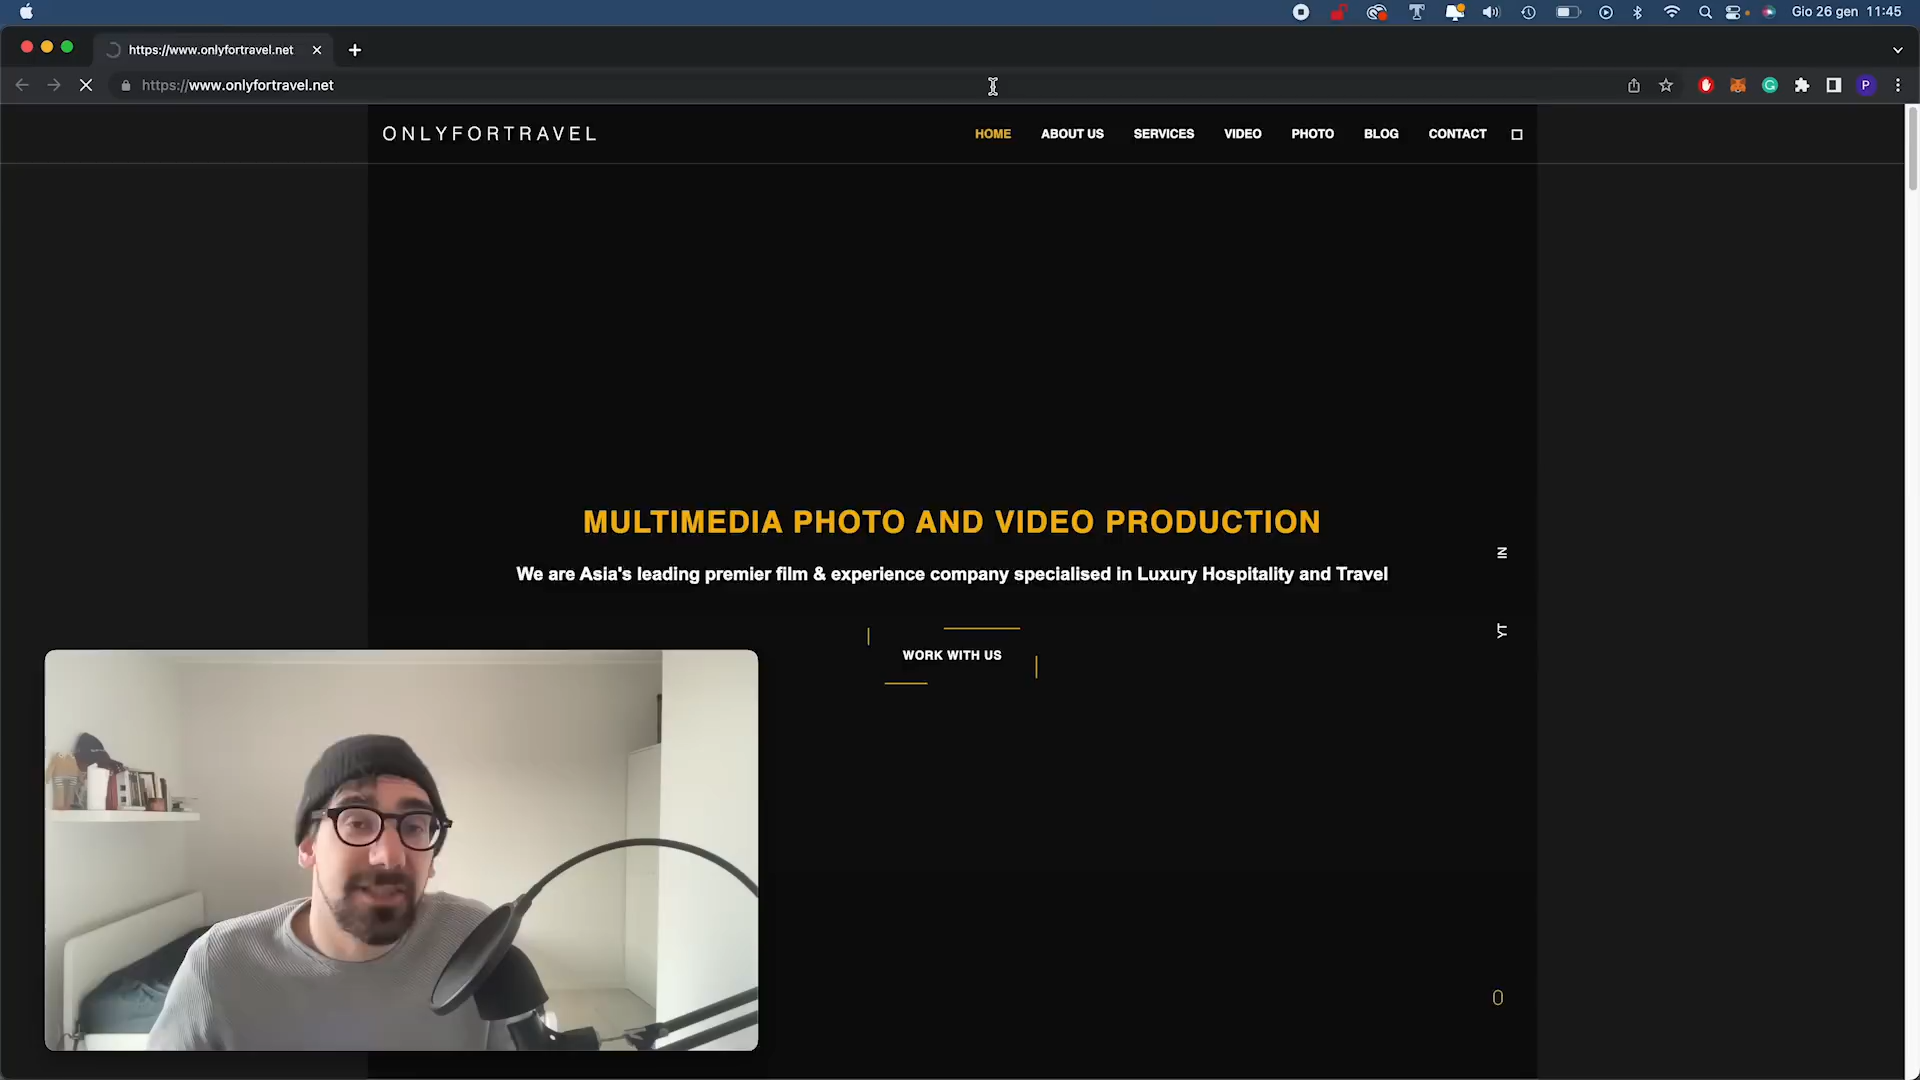 Gio 26 gen 11:45
https://www.onlyfortravel.net
https://www.onlyfortravel.net
P
ONLYFORTRAVEL
HOME ABOUT US SERVICES VIDEO PHOTO BLOG CONTACT
MULTIMEDIA PHOTO AND VIDEO PRODUCTION
We are Asia's leading premier film & experience company specialised in Luxury Hospitality and Travel
IN
YT
WORK WITH US